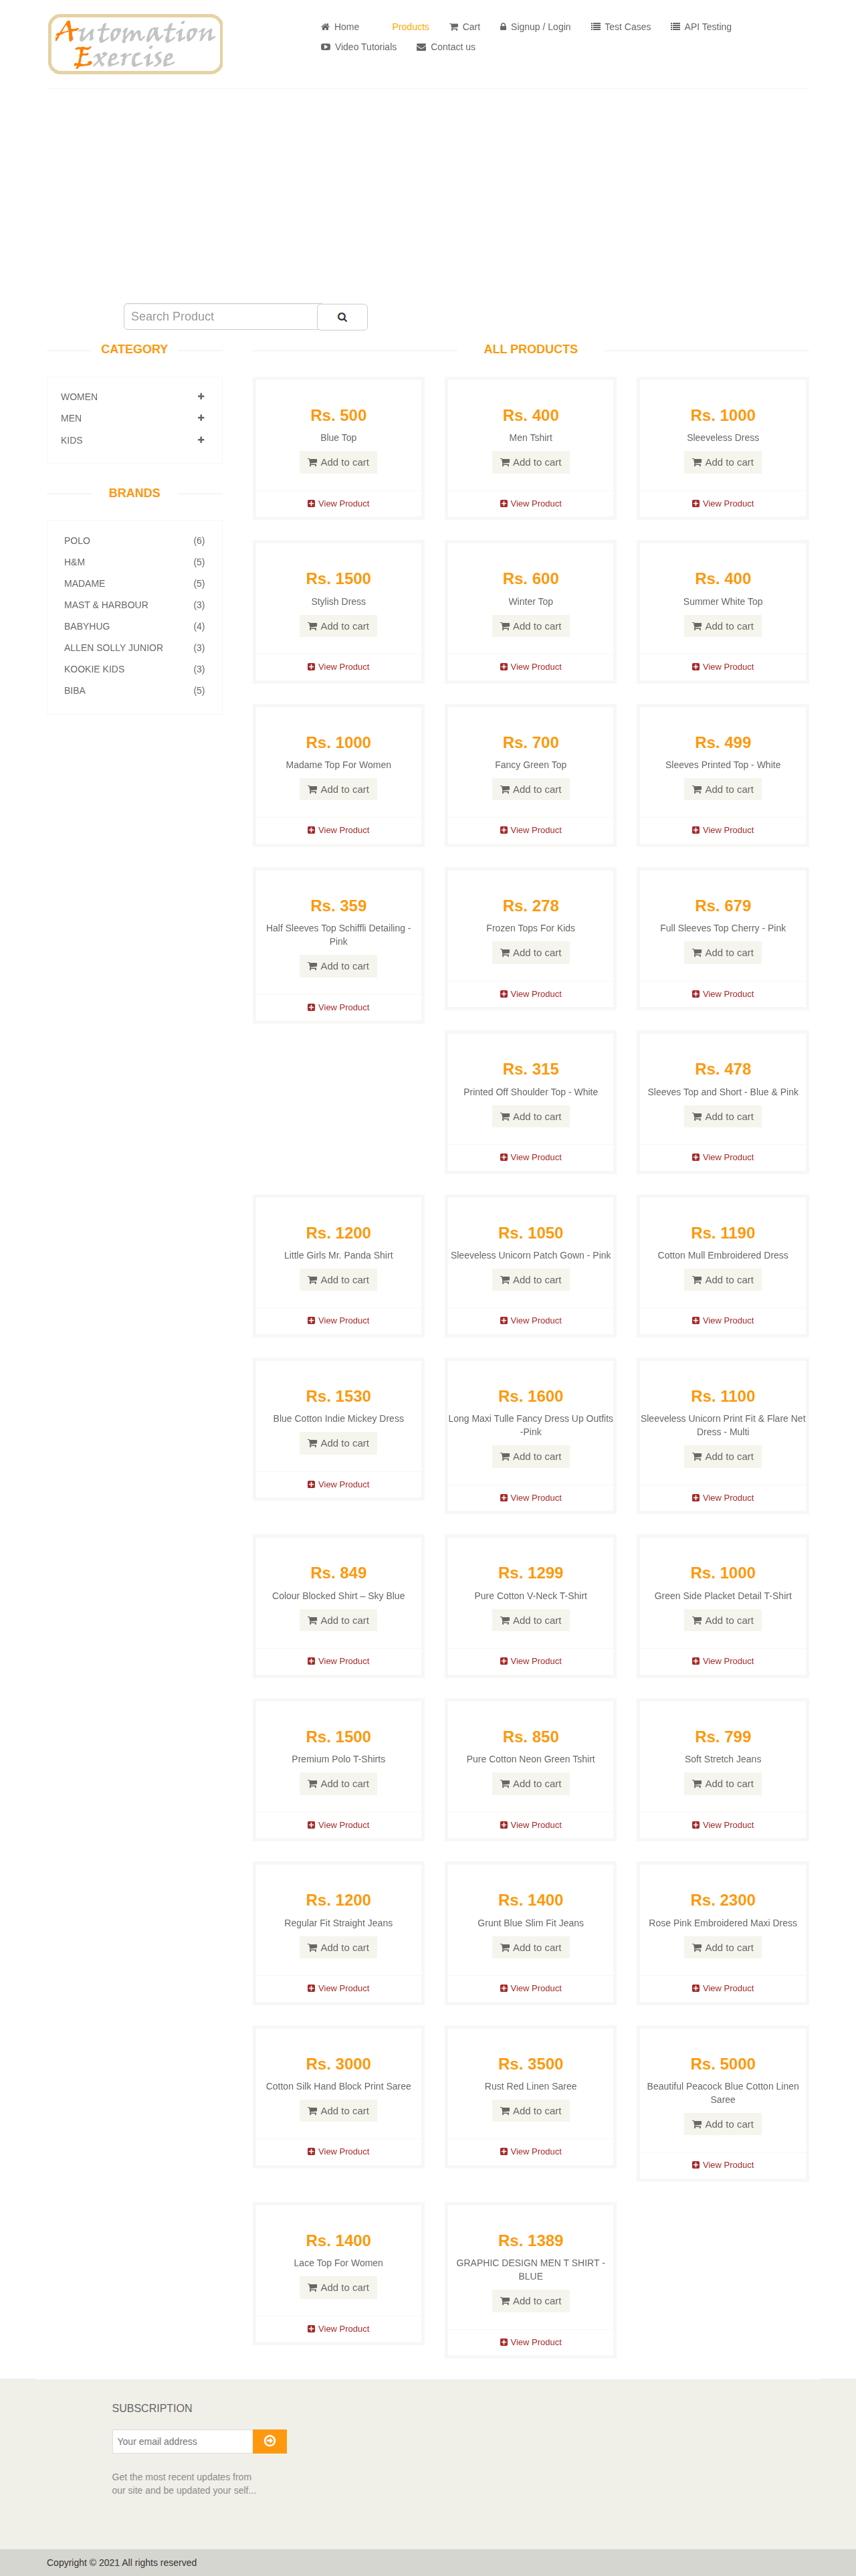 Automation
Exercise
Home
Products
Cart
Signup / Login
Test Cases
API Testing
Video Tutorials
Contact us
Search Product
CATEGORY
WOMEN
MEN
KIDS
BRANDS
POLO (6)
H&M (5)
MADAME (5)
MAST & HARBOUR (3)
BABYHUG (4)
ALLEN SOLLY JUNIOR (3)
KOOKIE KIDS (3)
BIBA (5)
ALL PRODUCTS
Rs. 500
Blue Top
Add to cart
View Product
Rs. 400
Men Tshirt
Add to cart
View Product
Rs. 1000
Sleeveless Dress
Add to cart
View Product
Rs. 1500
Stylish Dress
Add to cart
View Product
Rs. 600
Winter Top
Add to cart
View Product
Rs. 400
Summer White Top
Add to cart
View Product
Rs. 1000
Madame Top For Women
Add to cart
View Product
Rs. 700
Fancy Green Top
Add to cart
View Product
Rs. 499
Sleeves Printed Top - White
Add to cart
View Product
Rs. 359
Half Sleeves Top Schiffli Detailing -
Pink
Add to cart
View Product
Rs. 278
Frozen Tops For Kids
Add to cart
View Product
Rs. 679
Full Sleeves Top Cherry - Pink
Add to cart
View Product
Rs. 315
Printed Off Shoulder Top - White
Add to cart
View Product
Rs. 478
Sleeves Top and Short - Blue & Pink
Add to cart
View Product
Rs. 1200
Little Girls Mr. Panda Shirt
Add to cart
View Product
Rs. 1050
Sleeveless Unicorn Patch Gown - Pink
Add to cart
View Product
Rs. 1190
Cotton Mull Embroidered Dress
Add to cart
View Product
Rs. 1530
Blue Cotton Indie Mickey Dress
Add to cart
View Product
Rs. 1600
Long Maxi Tulle Fancy Dress Up Outfits
-Pink
Add to cart
View Product
Rs. 1100
Sleeveless Unicorn Print Fit & Flare Net
Dress - Multi
Add to cart
View Product
Rs. 849
Colour Blocked Shirt – Sky Blue
Add to cart
View Product
Rs. 1299
Pure Cotton V-Neck T-Shirt
Add to cart
View Product
Rs. 1000
Green Side Placket Detail T-Shirt
Add to cart
View Product
Rs. 1500
Premium Polo T-Shirts
Add to cart
View Product
Rs. 850
Pure Cotton Neon Green Tshirt
Add to cart
View Product
Rs. 799
Soft Stretch Jeans
Add to cart
View Product
Rs. 1200
Regular Fit Straight Jeans
Add to cart
View Product
Rs. 1400
Grunt Blue Slim Fit Jeans
Add to cart
View Product
Rs. 2300
Rose Pink Embroidered Maxi Dress
Add to cart
View Product
Rs. 3000
Cotton Silk Hand Block Print Saree
Add to cart
View Product
Rs. 3500
Rust Red Linen Saree
Add to cart
View Product
Rs. 5000
Beautiful Peacock Blue Cotton Linen
Saree
Add to cart
View Product
Rs. 1400
Lace Top For Women
Add to cart
View Product
Rs. 1389
GRAPHIC DESIGN MEN T SHIRT -
BLUE
Add to cart
View Product
SUBSCRIPTION
Your email address
Get the most recent updates from
our site and be updated your self...
Copyright © 2021 All rights reserved